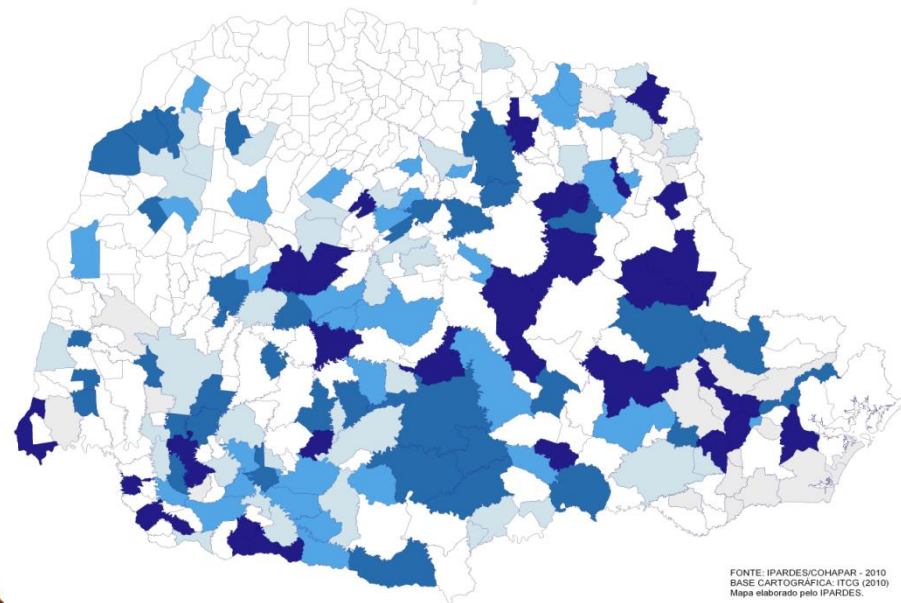 FONTE: IPARDES/COHAPAR - 2010
BASE CARTOGRÁFICA: ITCG (2010)
Mapa elaborado pelo IPARDES.